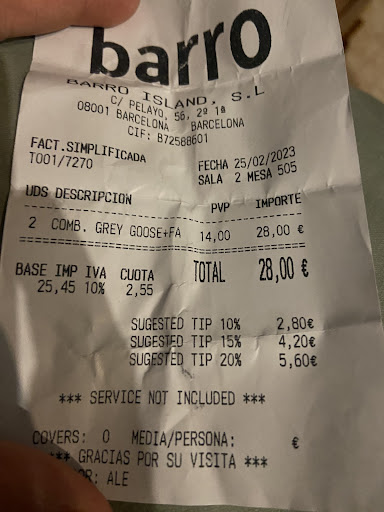 barro
BARRO ISLAND, S.L
C/ PELAYO, 56, 2º 1ª
08001 BARCELONA BARCELONA
CIF: B72588601
FACT.SIMPLIFICADA
T001/7270
FECHA 25/02/2023
SALA 2 MESA 505
UDS DESCRIPCION PVP IMPORTE
2 COMB. GREY GOOSE+FA 14,00 28,00 €
BASE IMP IVA CUOTA TOTAL 28,00 €
25,45 10% 2,55
SUGESTED TIP 10% 2,80€
SUGESTED TIP 15% 4,20€
SUGESTED TIP 20% 5,60€
*** SERVICE NOT INCLUDED ***
COVERS: 0 MEDIA/PERSONA: €
*** GRACIAS POR SU VISITA ***
ALE